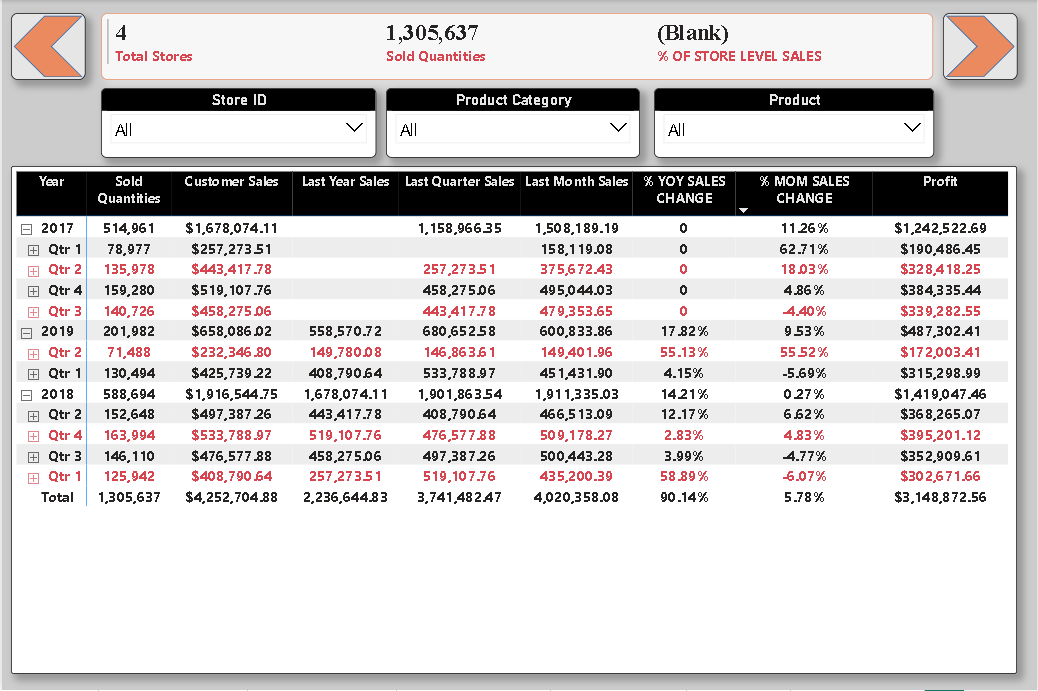 4 1,305,637 (Blank)
Total Stores Sold Quantities % OF STORE LEVEL SALES
Store ID Product Category Product
All All All
Year Sold Quantities Customer Sales Last Year Sales Last Quarter Sales Last Month Sales % YOY SALES CHANGE % MOM SALES CHANGE Profit
2017 514,961 $1,678,074.11 1,158,966.35 1,508,189.19 0 11.26% $1,242,522.69
Qtr 1 78,977 $257,273.51 158,119.08 0 62.71% $190,486.45
Qtr 2 135,978 $443,417.78 257,273.51 375,672.43 0 18.03% $328,418.25
Qtr 4 159,280 $519,107.76 458,275.06 495,044.03 0 4.86% $384,335.44
Qtr 3 140,726 $458,275.06 443,417.78 479,353.65 0 -4.40% $339,282.55
2019 201,982 $658,086.02 558,570.72 680,652.58 600,833.86 17.82% 9.53% $487,302.41
Qtr 2 71,488 $232,346.80 149,780.08 146,863.61 149,401.96 55.13% 55.52% $172,003.41
Qtr 1 130,494 $425,739.22 408,790.64 533,788.97 451,431.90 4.15% -5.69% $315,298.99
2018 588,694 $1,916,544.75 1,678,074.11 1,901,863.54 1,911,335.03 14.21% 0.27% $1,419,047.46
Qtr 2 152,648 $497,387.26 443,417.78 408,790.64 466,513.09 12.17% 6.62% $368,265.07
Qtr 4 163,994 $533,788.97 519,107.76 476,577.88 509,178.27 2.83% 4.83% $395,201.12
Qtr 3 146,110 $476,577.88 458,275.06 497,387.26 500,443.28 3.99% -4.77% $352,909.61
Qtr 1 125,942 $408,790.64 257,273.51 519,107.76 435,200.39 58.89% -6.07% $302,671.66
Total 1,305,637 $4,252,704.88 2,236,644.83 3,741,482.47 4,020,358.08 90.14% 5.78% $3,148,872.56